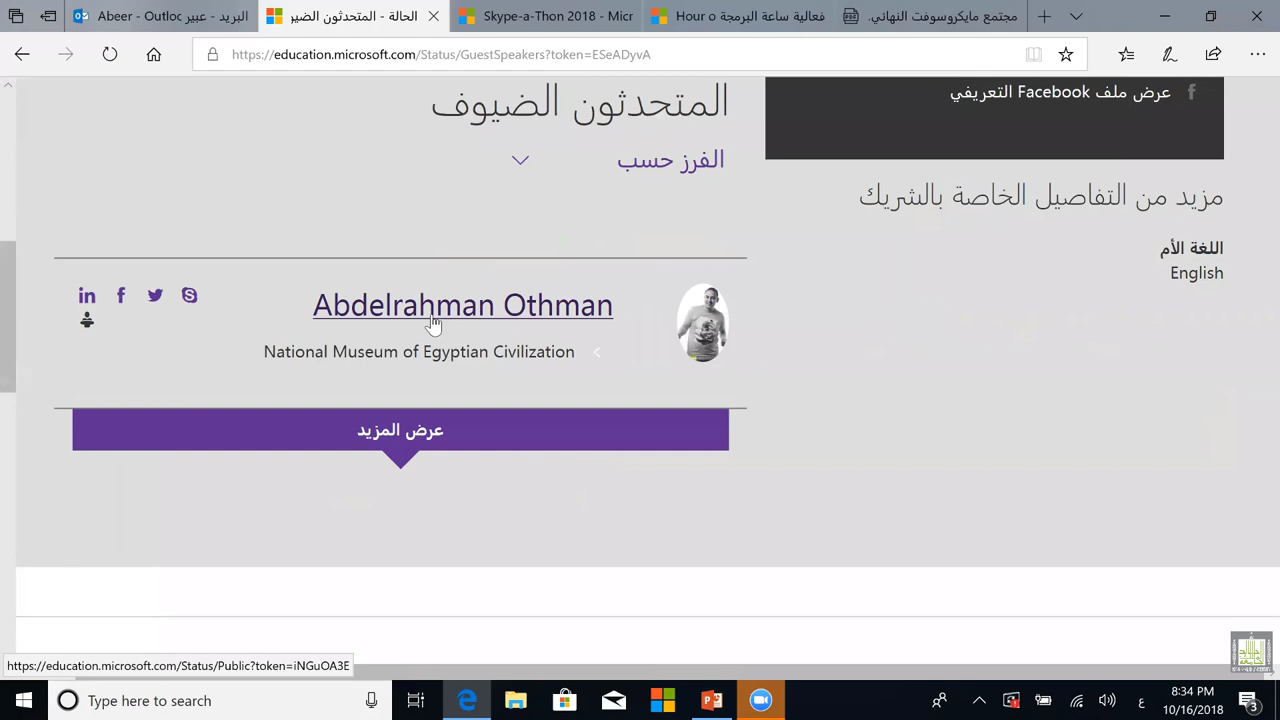 البريد - عبير Abeer - Outloc
الحالة - المتحدثون الضيو
Skype-a-Thon 2018 - Micr
فعالية ساعة البرمجة Hour o
مجتمع مايكروسوفت النهائي.
https://education.microsoft.com/Status/GuestSpeakers?token=ESeADyvA
عرض ملف Facebook التعريفي
المتحدثون الضيوف
الفرز حسب
مزيد من التفاصيل الخاصة بالشريك
اللغة الأم
English
Abdelrahman Othman
National Museum of Egyptian Civilization
عرض المزيد
https://education.microsoft.com/Status/Public?token=iNGuOA3E
Type here to search
ع
8:34 PM
10/16/2018
3